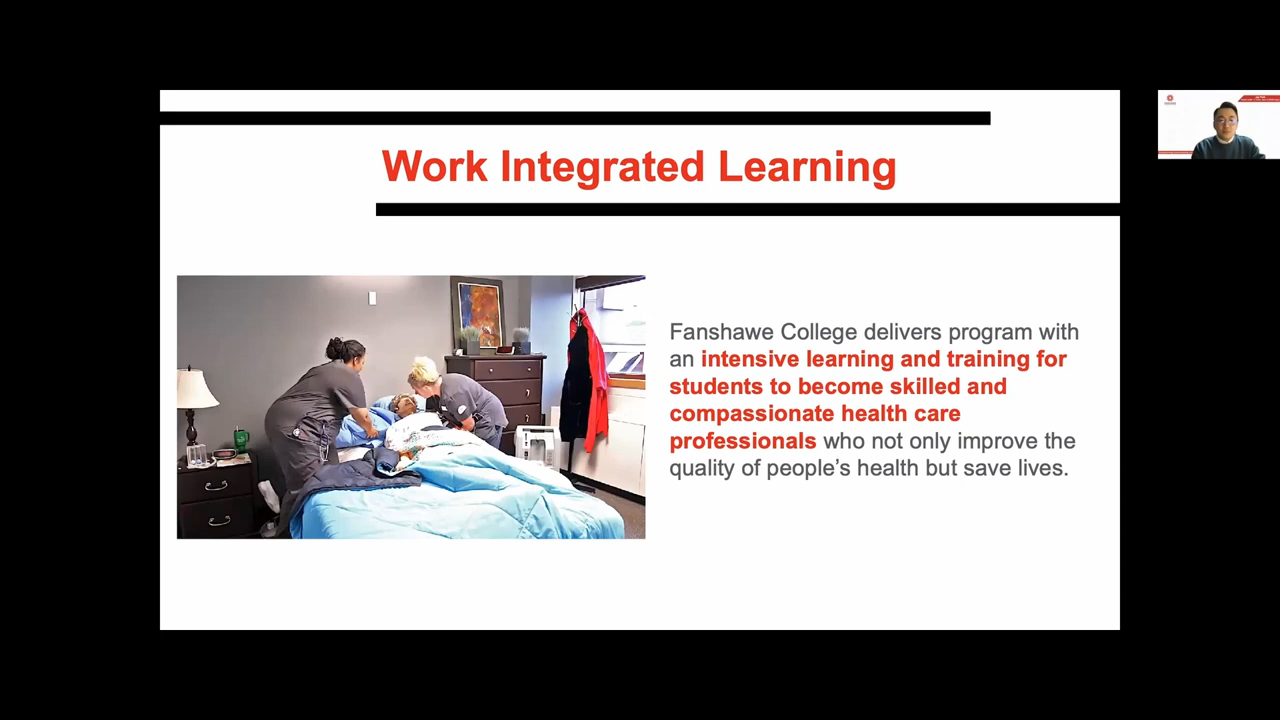 Work Integrated Learning
Fanshawe College delivers program with
an intensive learning and training for
students to become skilled and
compassionate health care
professionals who not only improve the
quality of people’s health but save lives.